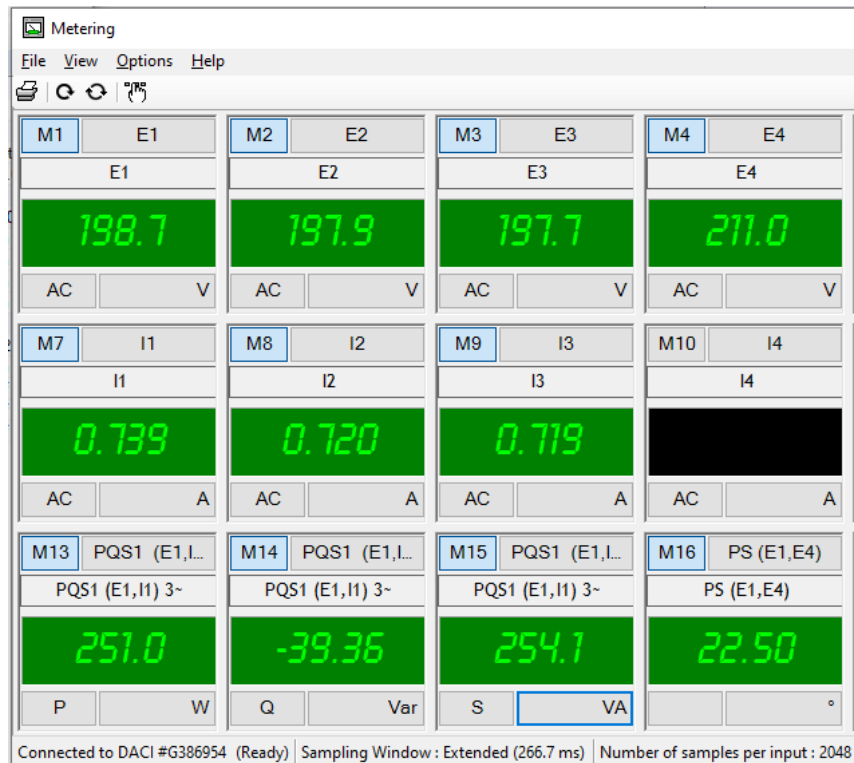 Metering
File View Options Help
M1 E1 M2 E2 M3 E3 M4 E4
E1 E2 E3 E4
198.7 197.9 197.7 211.0
AC V AC V AC V AC V
M7 I1 M8 I2 M9 I3 M10 I4
I1 I2 I3 I4
0.739 0.720 0.719
AC A AC A AC A AC A
M13 PQS1 (E1,I... M14 PQS1 (E1,I... M15 PQS1 (E1,I... M16 PS (E1,E4)
PQS1 (E1,I1) 3~ PQS1 (E1,I1) 3~ PQS1 (E1,I1) 3~ PS (E1,E4)
251.0 -39.36 254.1 22.50
P W Q Var S VA °
Connected to DACI #G386954 (Ready) Sampling Window : Extended (266.7 ms) Number of samples per input : 2048